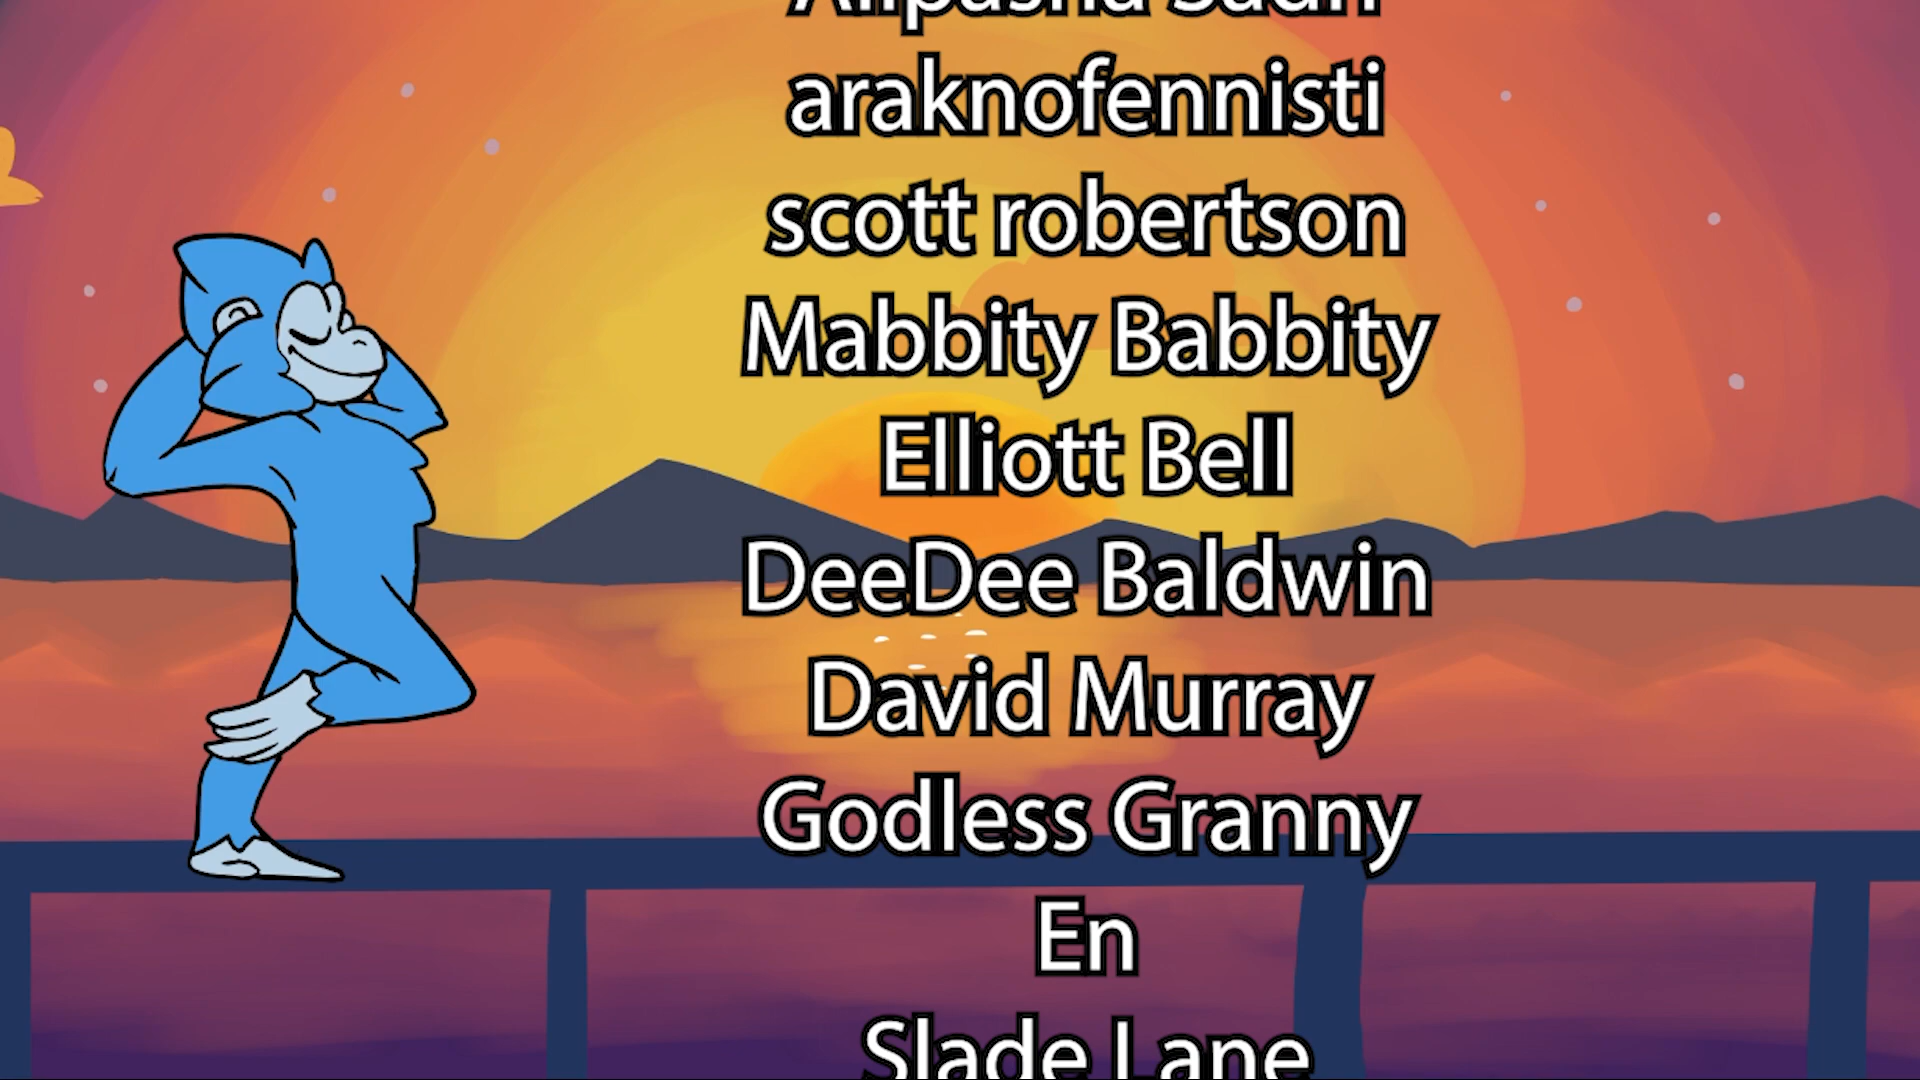 araknofennisti
scott robertson
Mabbity Babbity
Elliott Bell
DeeDee Baldwin
David Murray
Godless Granny
En
Slade Lane